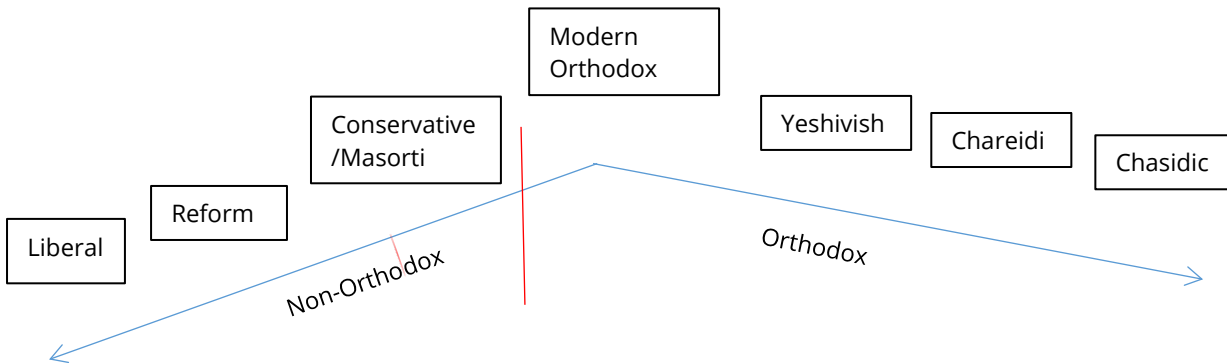 Modern
Orthodox
Conservative
/Masorti
Yeshivish
Chareidi
Chasidic
Reform
Liberal
Non-Orthodox
Orthodox